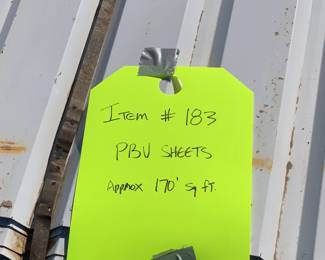 Item # 183
PBU SHEETS
Approx 170' sq ft.